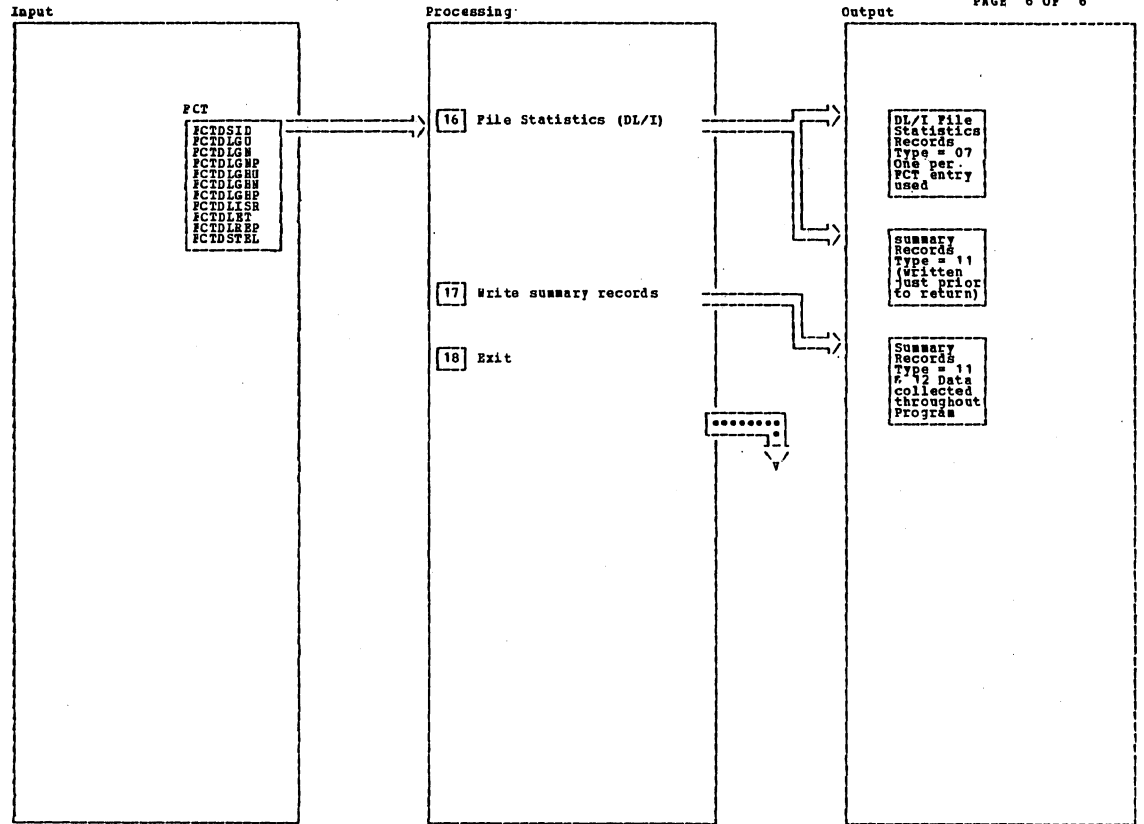 PAGE 6 OF 6
Input
Processing
Output
FCT
FCTDSID
FCTDLGU
FCTDLGN
FCTDLGNP
FCTDLGHU
FCTDLGHN
FCTDLGHP
FCTDLISR
FCTDLET
FCTDLREP
FCTDSTBL
16 File Statistics (DL/I)
17 Write summary records
18 Exit
DL/I File
Statistics
Records
Type = 07
One per
FCT entry
used
summary
Records
Type = 11
(written
just prior
to return)
Summary
Records
Type = 11
& 12 Data
collected
throughout
Program